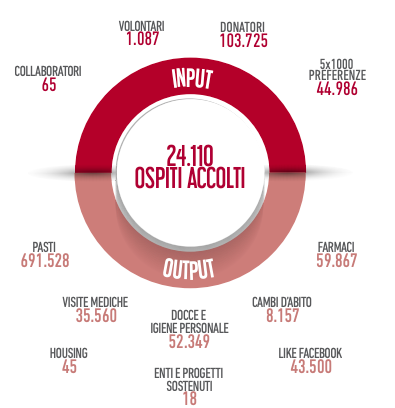 VOLONTARI
1.087
DONATORI
103.725
COLLABORATORI
65
5x1000
PREFERENZE
44.986
INPUT
24.110
OSPITI ACCOLTI
OUTPUT
PASTI
691.528
FARMACI
59.867
VISITE MEDICHE
35.560
DOCCE E
IGIENE PERSONALE
52.349
CAMBI D'ABITO
8.157
HOUSING
45
LIKE FACEBOOK
43.500
ENTI E PROGETTI
SOSTENUTI
18